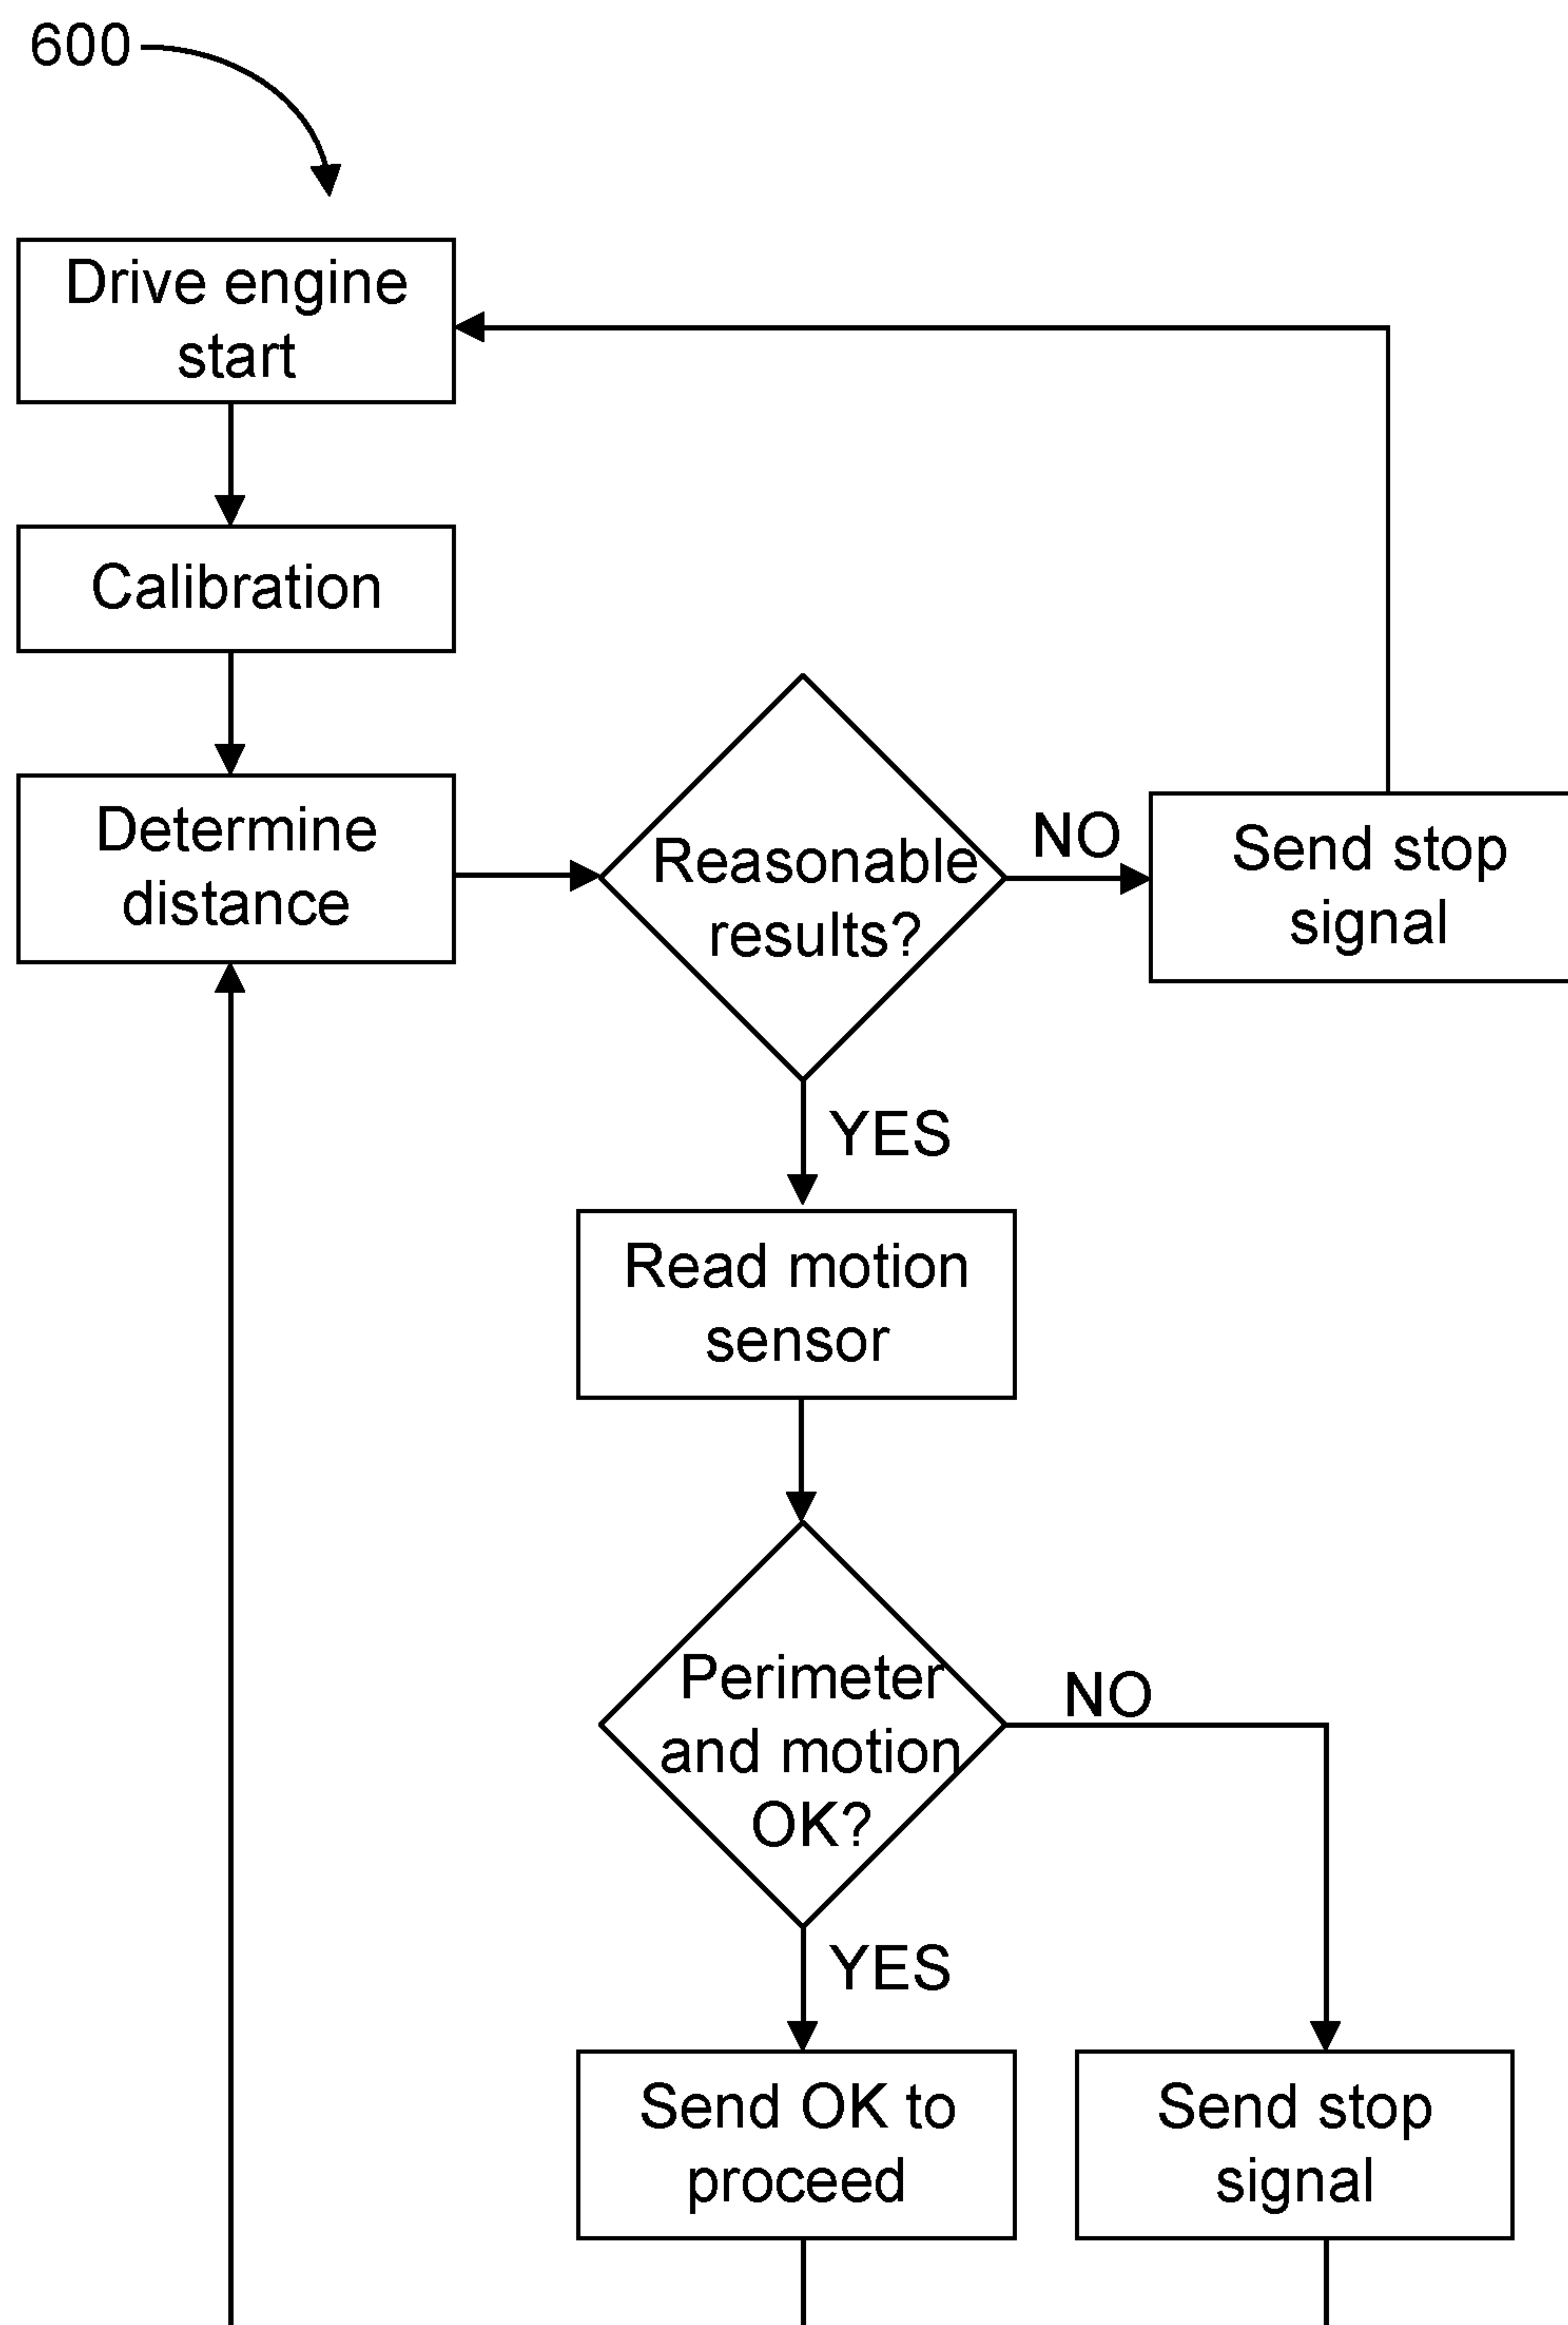 600
Drive engine
start
Calibration
Determine
distance
Reasonable
results?
NO
Send stop
signal
YES
Read motion
sensor
Perimeter
and motion
OK?
NO
YES
Send OK to
proceed
Send stop
signal